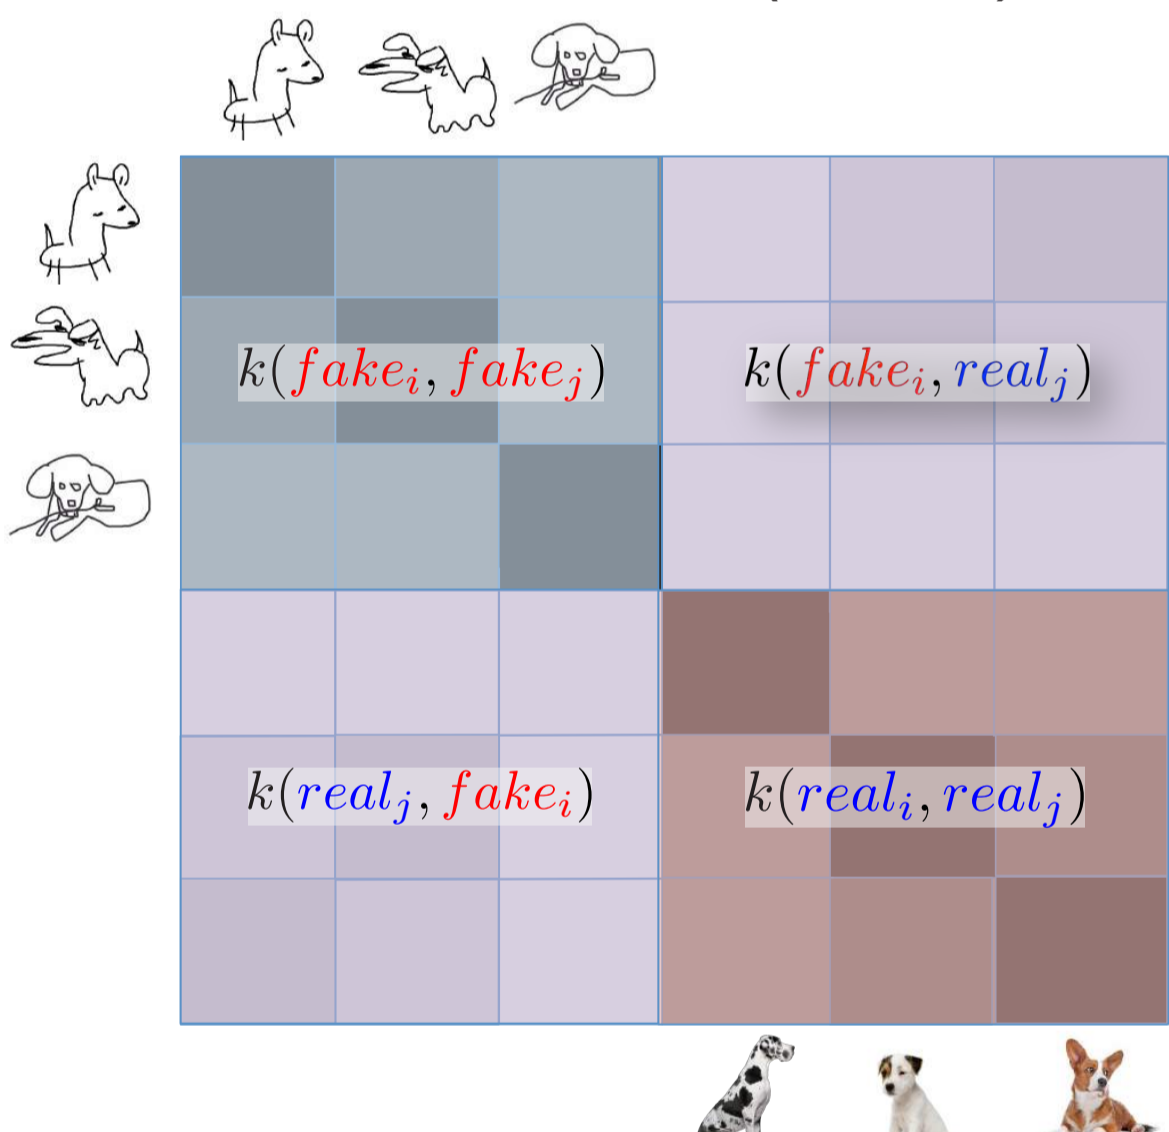 k(fake_i, fake_j)
k(fake_i, real_j)
k(real_j, fake_i)
k(real_i, real_j)